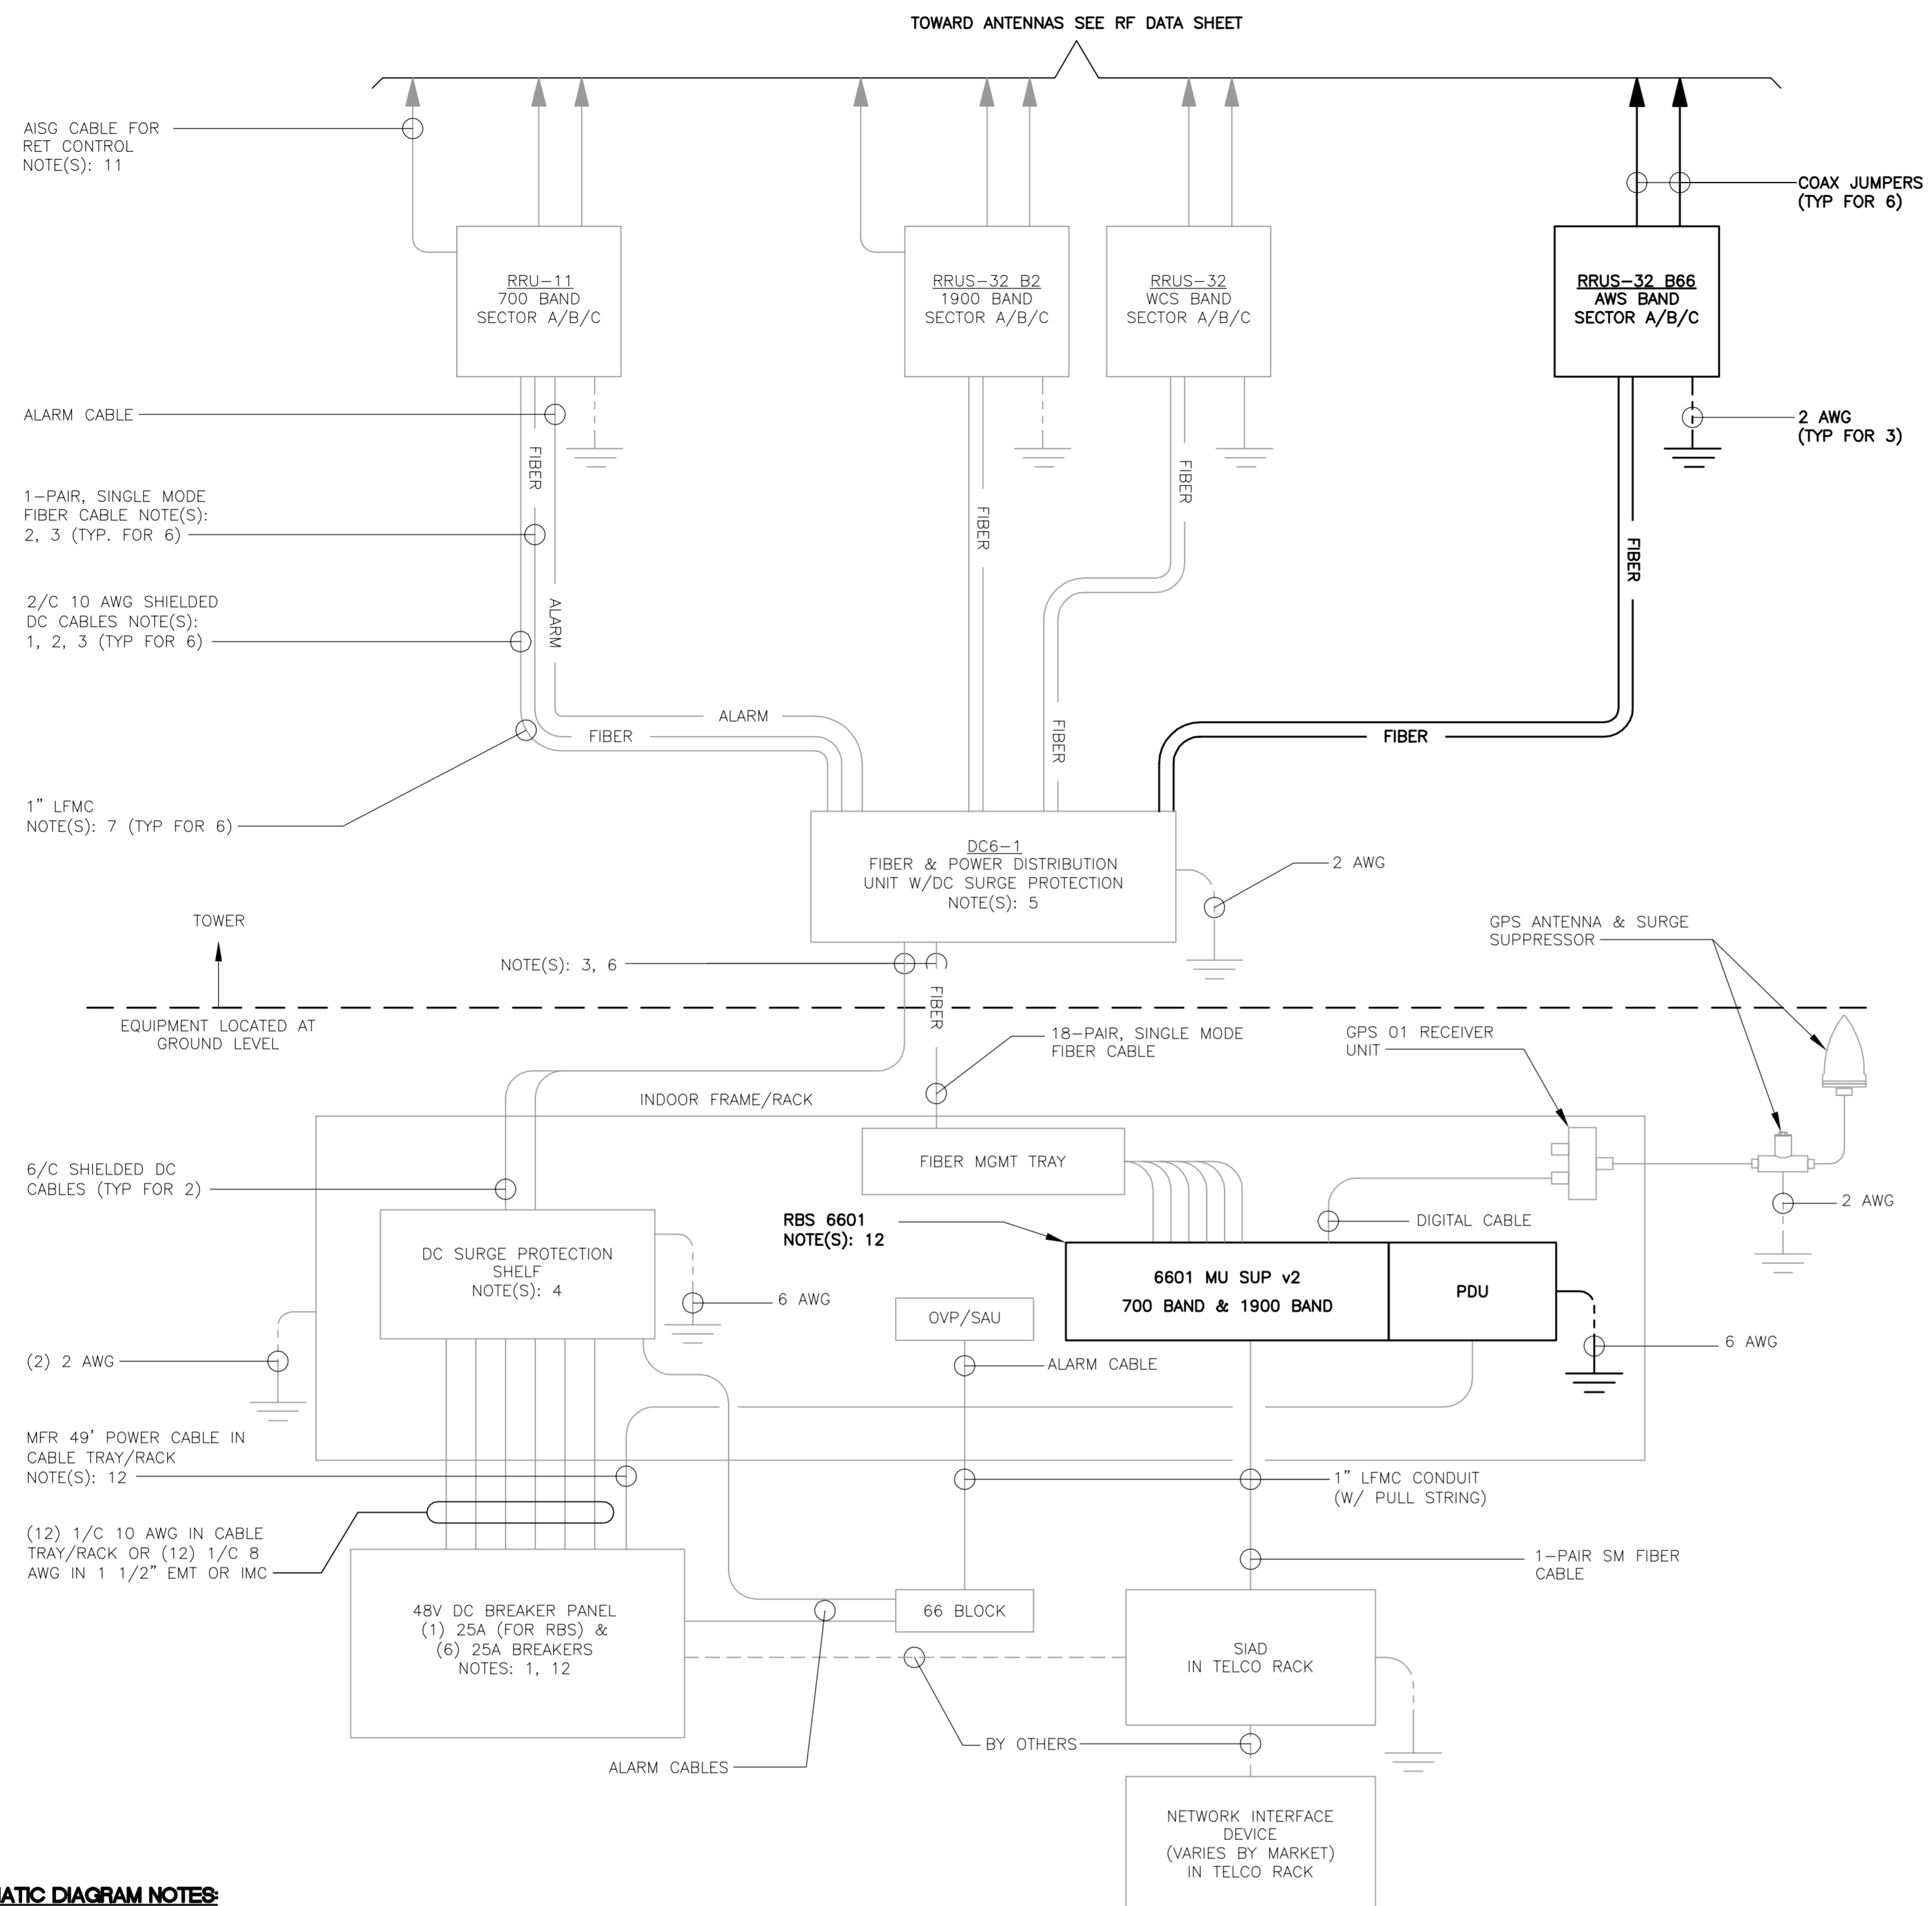 TOWARD ANTENNAS SEE RF DATA SHEET
AISG CABLE FOR
RET CONTROL
NOTE(S): 11
COAX JUMPERS
(TYP FOR 6)
RRU-11
700 BAND
SECTOR A/B/C
RRUS-32 B2
1900 BAND
SECTOR A/B/C
RRUS-32
WCS BAND
SECTOR A/B/C
RRUS-32 B66
AWS BAND
SECTOR A/B/C
ALARM CABLE
2 AWG
(TYP FOR 3)
FIBER
FIBER
FIBER
FIBER
1-PAIR, SINGLE MODE
FIBER CABLE NOTE(S):
2, 3 (TYP. FOR 6)
2/C 10 AWG SHIELDED
DC CABLES NOTE(S):
1, 2, 3 (TYP FOR 6)
ALARM
ALARM
FIBER
FIBER
FIBER
1" LFMC
NOTE(S): 7 (TYP FOR 6)
DC6-1
FIBER & POWER DISTRIBUTION
UNIT W/DC SURGE PROTECTION
NOTE(S): 5
2 AWG
TOWER
NOTE(S): 3, 6
GPS ANTENNA & SURGE
SUPPRESSOR
FIBER
EQUIPMENT LOCATED AT
GROUND LEVEL
18-PAIR, SINGLE MODE
FIBER CABLE
GPS 01 RECEIVER
UNIT
INDOOR FRAME/RACK
FIBER MGMT TRAY
6/C SHIELDED DC
CABLES (TYP FOR 2)
2 AWG
RBS 6601
NOTE(S): 12
DIGITAL CABLE
DC SURGE PROTECTION
SHELF
NOTE(S): 4
6601 MU SUP v2
700 BAND & 1900 BAND
PDU
6 AWG
OVP/SAU
6 AWG
(2) 2 AWG
ALARM CABLE
MFR 49' POWER CABLE IN
CABLE TRAY/RACK
NOTE(S): 12
1" LFMC CONDUIT
(W/ PULL STRING)
(12) 1/C 10 AWG IN CABLE
TRAY/RACK OR (12) 1/C 8
AWG IN 1 1/2" EMT OR IMC
1-PAIR SM FIBER
CABLE
48V DC BREAKER PANEL
(1) 25A (FOR RBS) &
(6) 25A BREAKERS
NOTES: 1, 12
66 BLOCK
SIAD
IN TELCO RACK
BY OTHERS
ALARM CABLES
NETWORK INTERFACE
DEVICE
(VARIES BY MARKET)
IN TELCO RACK
DIAGRAM NOTES: